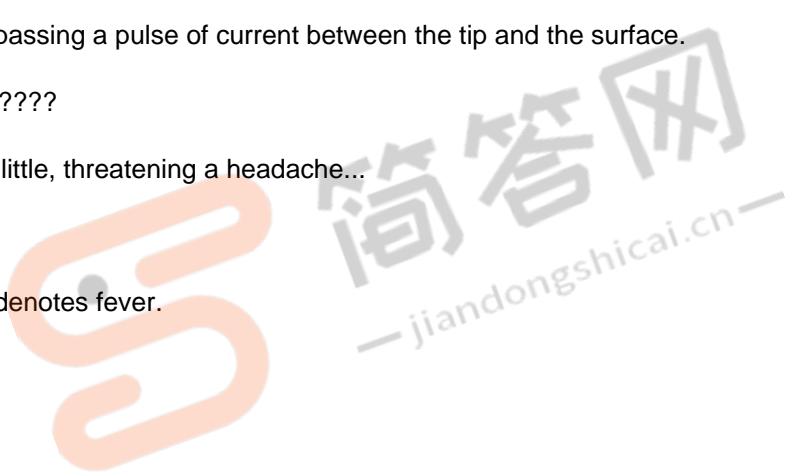 passing a pulse of current between the tip and the surface.
????
little, threatening a headache...
简答网
jiandongshicai.cn
denotes fever.